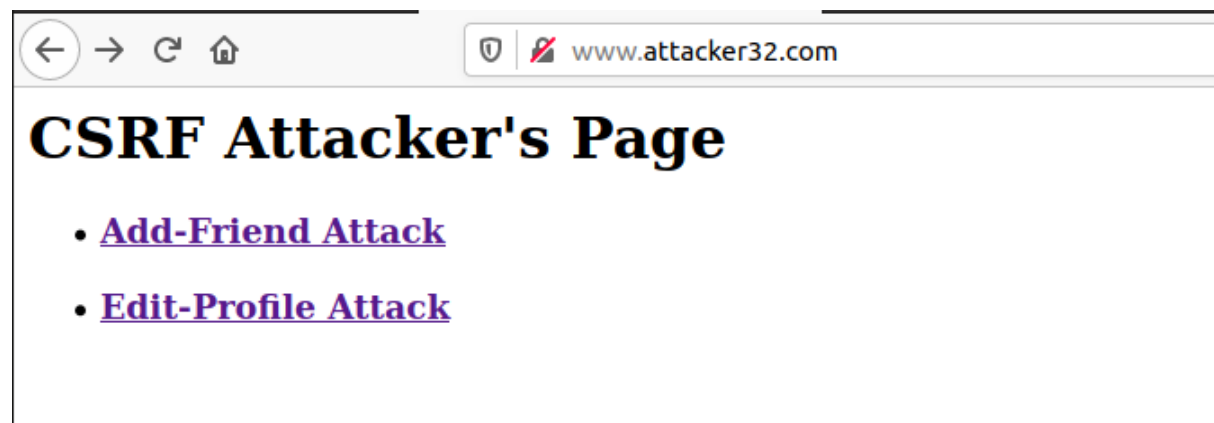 www.attacker32.com
CSRF Attacker's Page
Add-Friend Attack
Edit-Profile Attack